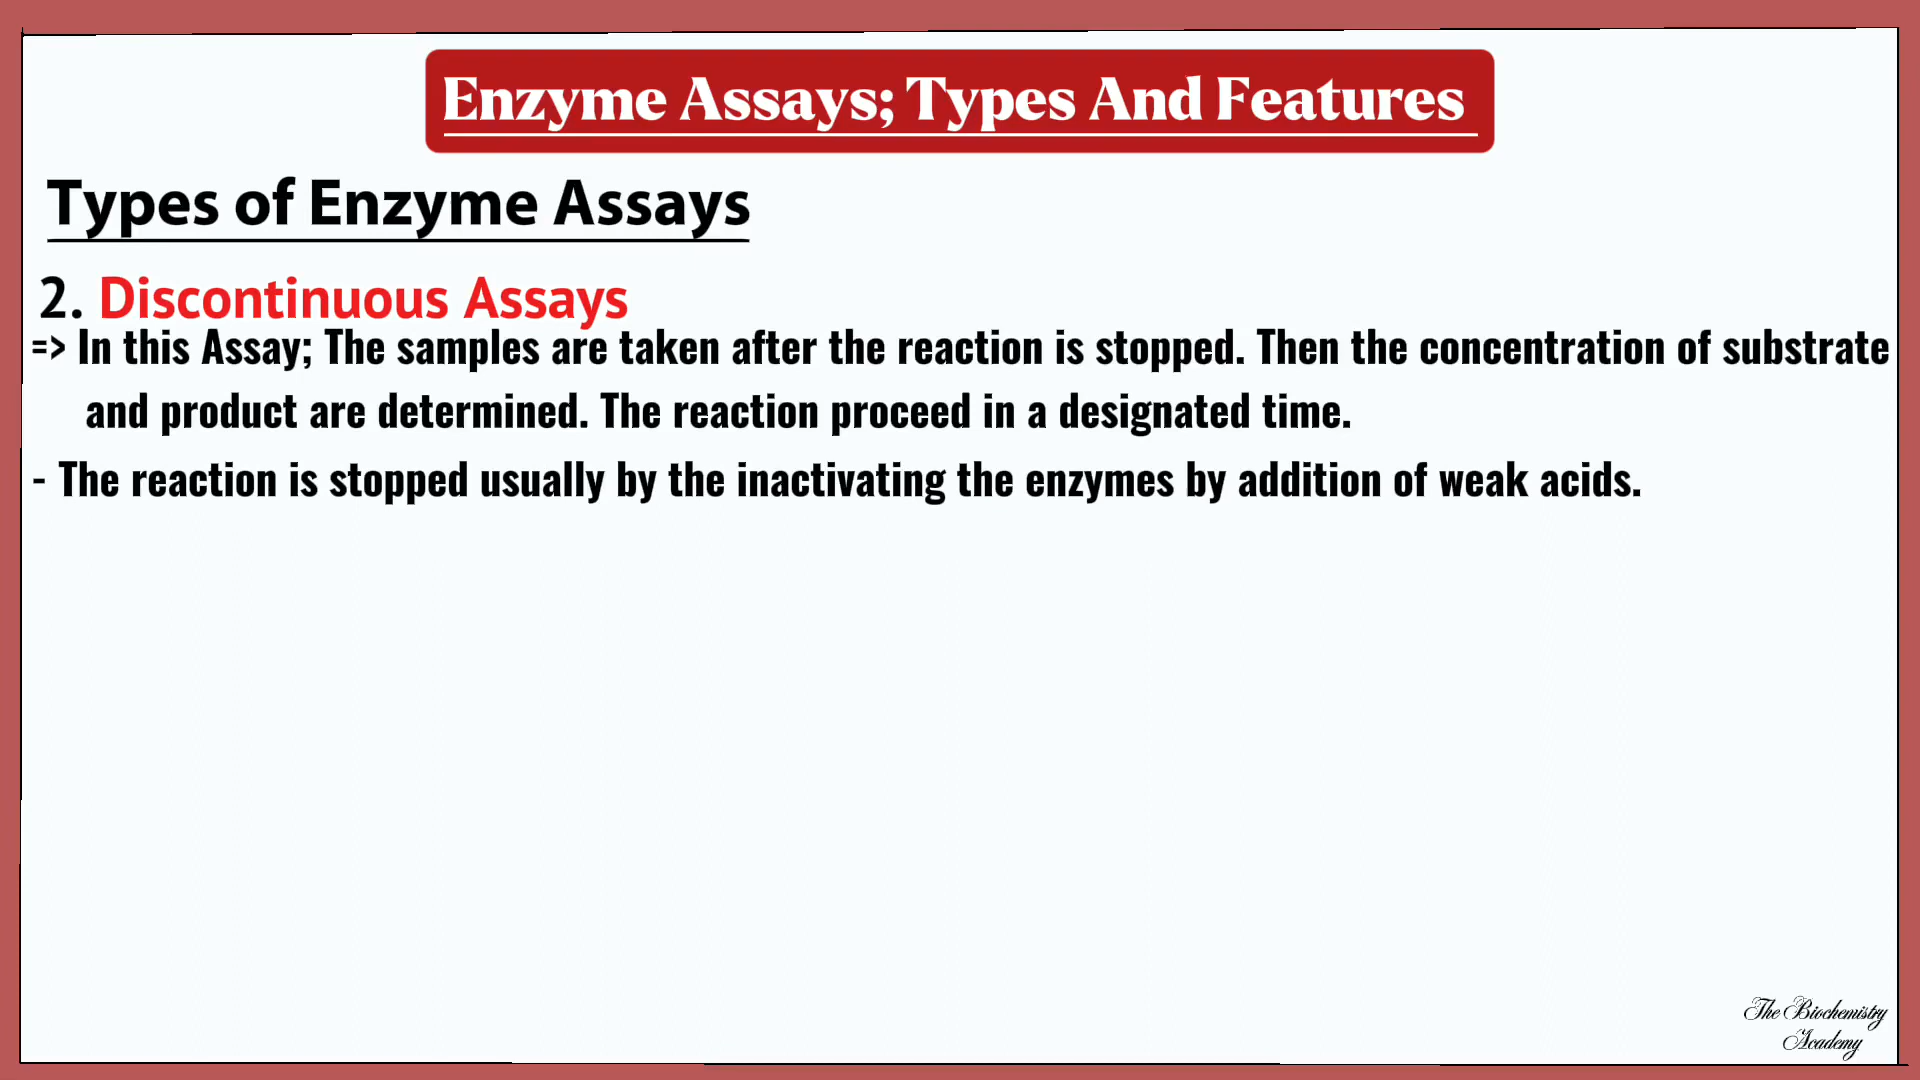 Enzyme Assays; Types And Features
Types of Enzyme Assays
2. Discontinuous Assays
=> In this Assay; The samples are taken after the reaction is stopped. Then the concentration of substrate
and product are determined. The reaction proceed in a designated time.
- The reaction is stopped usually by the inactivating the enzymes by addition of weak acids.
The Biochemistry
Academy